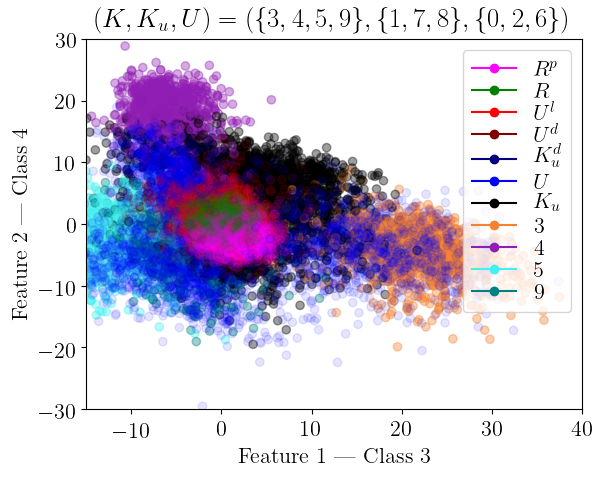 (K, K_u, U) = ({3, 4, 5, 9}, {1, 7, 8}, {0, 2, 6})
30
20
10
0
−10
−20
−30
Feature 2 — Class 4
R^p
R
U^l
U^d
K_u^d
U
K_u
3
4
5
9
−10
0
10
20
30
40
Feature 1 — Class 3